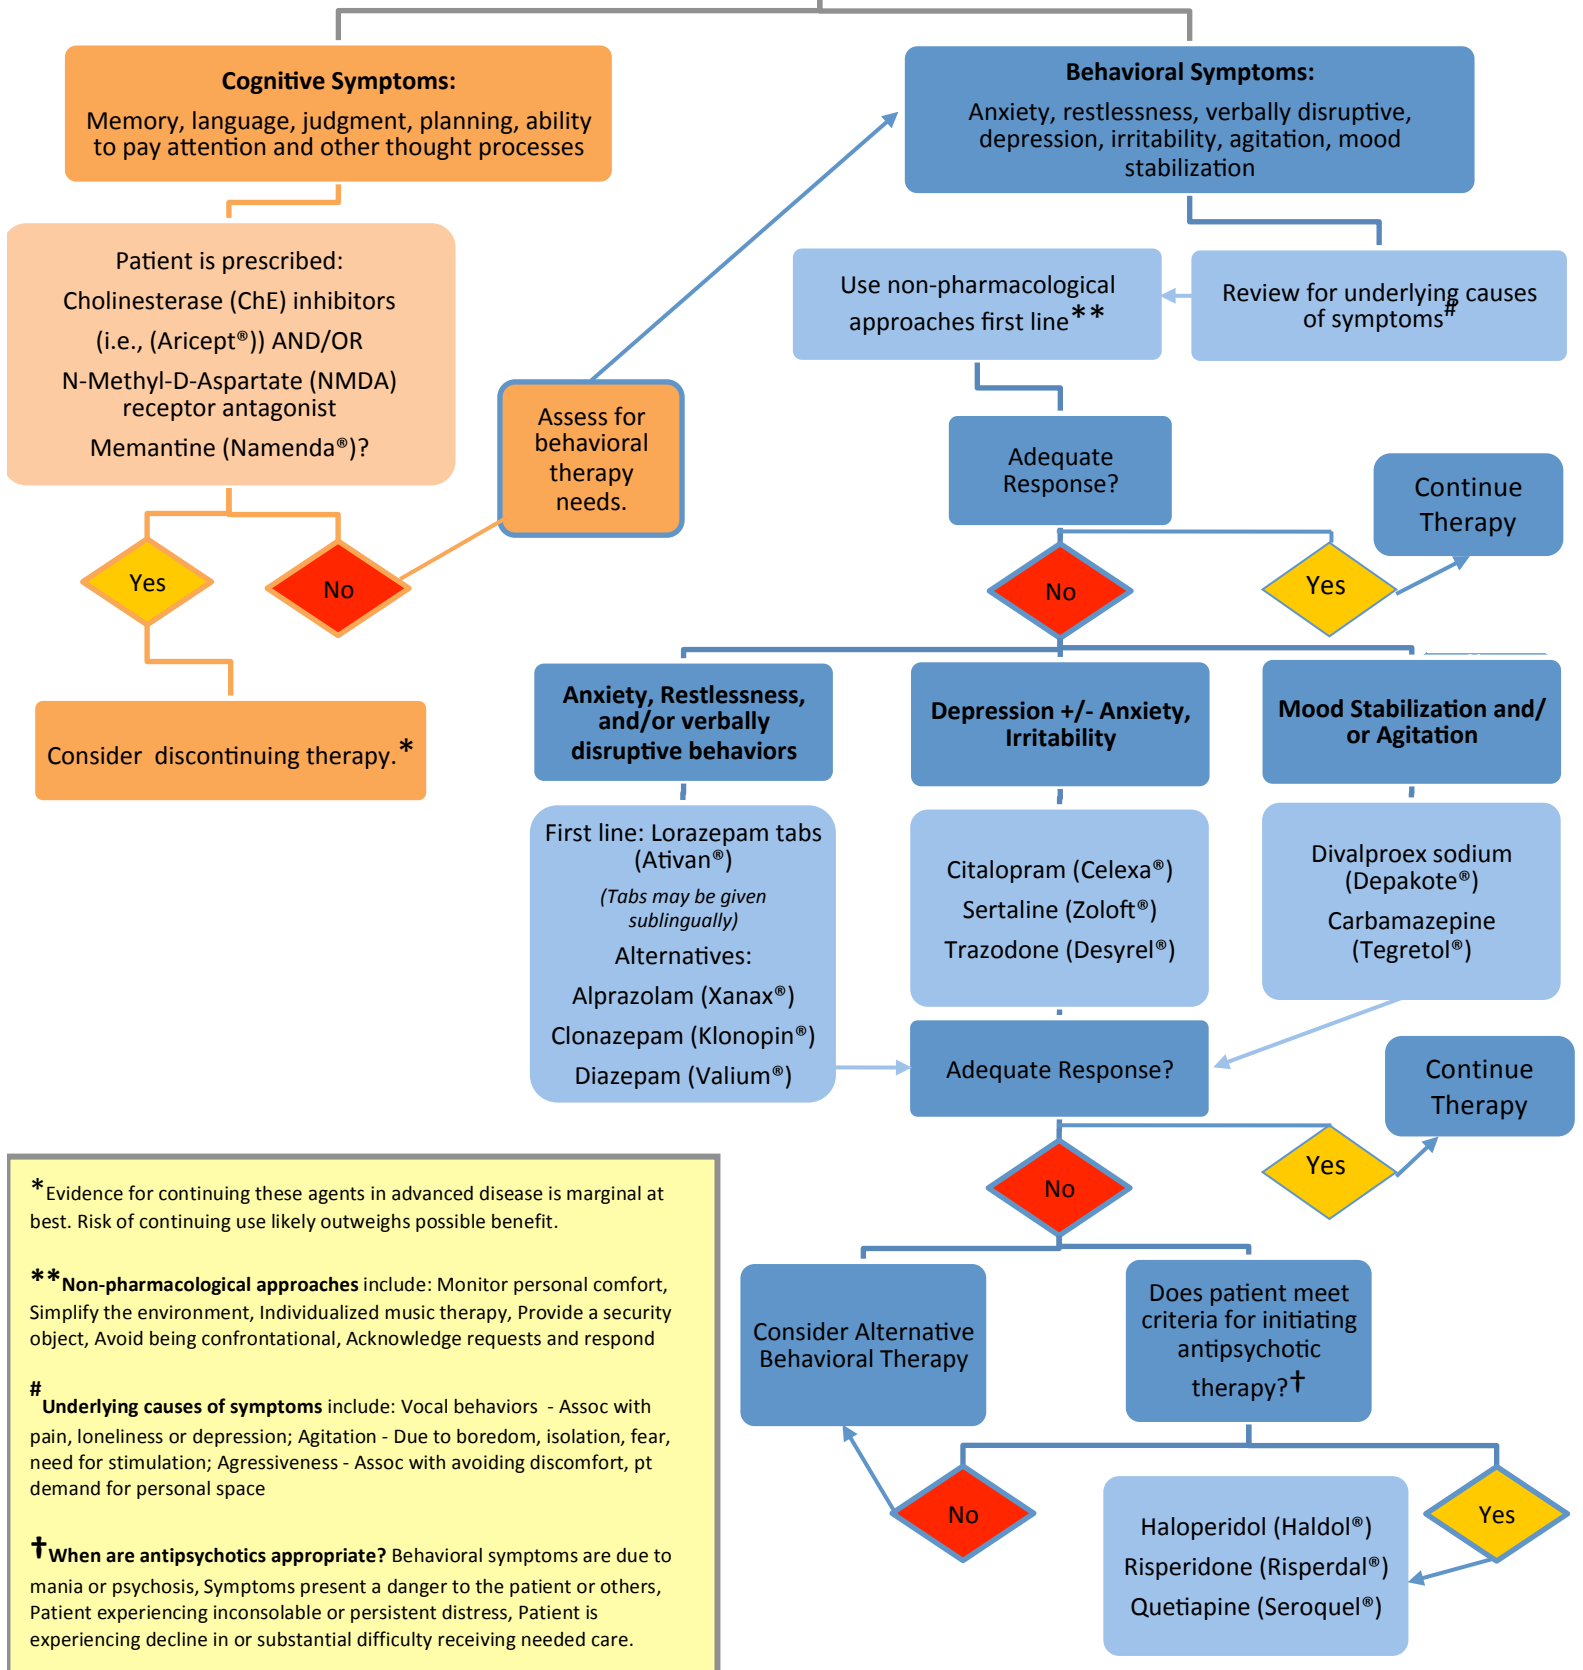 Cognitive Symptoms:
Memory, language, judgment, planning, ability
to pay attention and other thought processes
Patient is prescribed:
Cholinesterase (ChE) inhibitors
(i.e., (Aricept®)) AND/OR
N-Methyl-D-Aspartate (NMDA)
receptor antagonist
Memantine (Namenda®)?
Assess for
behavioral
therapy
needs.
Yes
No
Consider discontinuing therapy.*
Behavioral Symptoms:
Anxiety, restlessness, verbally disruptive,
depression, irritability, agitation, mood
stabilization
Review for underlying causes
of symptoms#
Use non-pharmacological
approaches first line**
Adequate
Response?
Continue
Therapy
No
Yes
Anxiety, Restlessness,
and/or verbally
disruptive behaviors
Depression +/- Anxiety,
Irritability
Mood Stabilization and/
or Agitation
First line: Lorazepam tabs
(Ativan®)
(Tabs may be given
sublingually)
Alternatives:
Alprazolam (Xanax®)
Clonazepam (Klonopin®)
Diazepam (Valium®)
Citalopram (Celexa®)
Sertaline (Zoloft®)
Trazodone (Desyrel®)
Divalproex sodium
(Depakote®)
Carbamazepine
(Tegretol®)
Adequate Response?
Continue
Therapy
No
Yes
Consider Alternative
Behavioral Therapy
Does patient meet
criteria for initiating
antipsychotic
therapy?†
No
Yes
Haloperidol (Haldol®)
Risperidone (Risperdal®)
Quetiapine (Seroquel®)
*Evidence for continuing these agents in advanced disease is marginal at
best. Risk of continuing use likely outweighs possible benefit.
**Non-pharmacological approaches include: Monitor personal comfort,
Simplify the environment, Individualized music therapy, Provide a security
object, Avoid being confrontational, Acknowledge requests and respond
#Underlying causes of symptoms include: Vocal behaviors - Assoc with
pain, loneliness or depression; Agitation - Due to boredom, isolation, fear,
need for stimulation; Agressiveness - Assoc with avoiding discomfort, pt
demand for personal space
†When are antipsychotics appropriate? Behavioral symptoms are due to
mania or psychosis, Symptoms present a danger to the patient or others,
Patient experiencing inconsolable or persistent distress, Patient is
experiencing decline in or substantial difficulty receiving needed care.